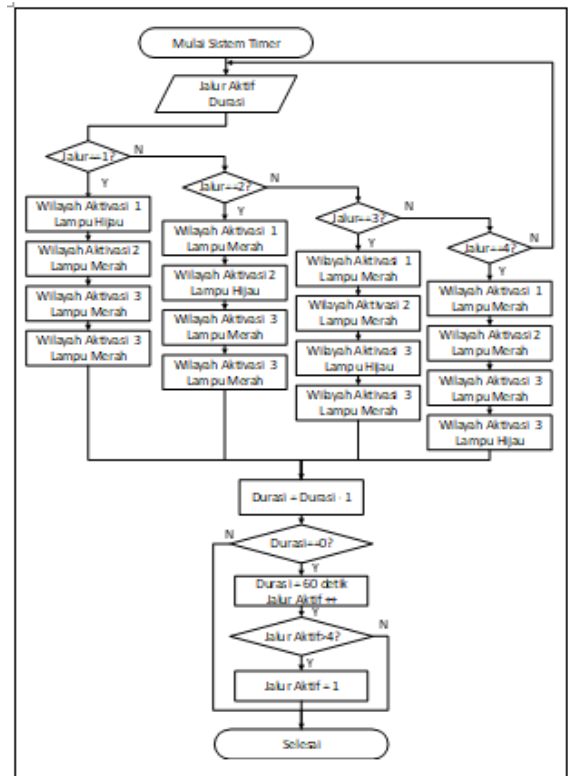 Mulai Sistem Timer
Jalur Aktif
Durasi
Jalur==1?
N
Y
Jalur==2?
N
Y
Jalur==3?
N
Y
Jalur==4?
N
Y
Wilayah Aktivasi 1
Lampu Hijau
Wilayah Aktivasi 2
Lampu Merah
Wilayah Aktivasi 3
Lampu Merah
Wilayah Aktivasi 3
Lampu Merah
Wilayah Aktivasi 1
Lampu Merah
Wilayah Aktivasi 2
Lampu Hijau
Wilayah Aktivasi 3
Lampu Merah
Wilayah Aktivasi 3
Lampu Merah
Wilayah Aktivasi 1
Lampu Merah
Wilayah Aktivasi 2
Lampu Merah
Wilayah Aktivasi 3
Lampu Hijau
Wilayah Aktivasi 3
Lampu Merah
Wilayah Aktivasi 1
Lampu Merah
Wilayah Aktivasi 2
Lampu Merah
Wilayah Aktivasi 3
Lampu Merah
Wilayah Aktivasi 3
Lampu Hijau
Durasi = Durasi - 1
N
Durasi==0?
Y
Durasi = 60 detik
Jalur Aktif ++
Y
N
Jalur Aktif>4?
Y
Jalur Aktif = 1
Selesai